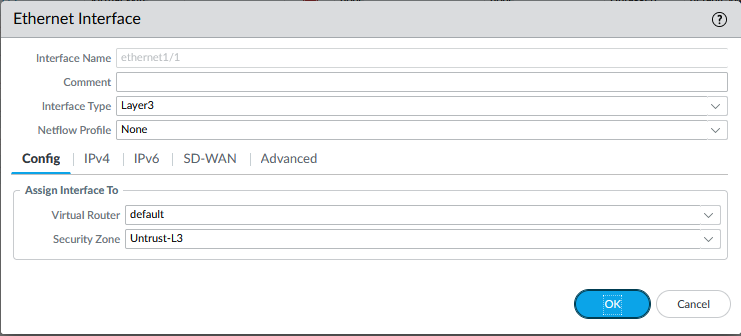 Ethernet Interface
Interface Name ethernet1/1
Comment
Interface Type Layer3
Netflow Profile None
Config IPv4 IPv6 SD-WAN Advanced
Assign Interface To
Virtual Router default
Security Zone Untrust-L3
OK Cancel